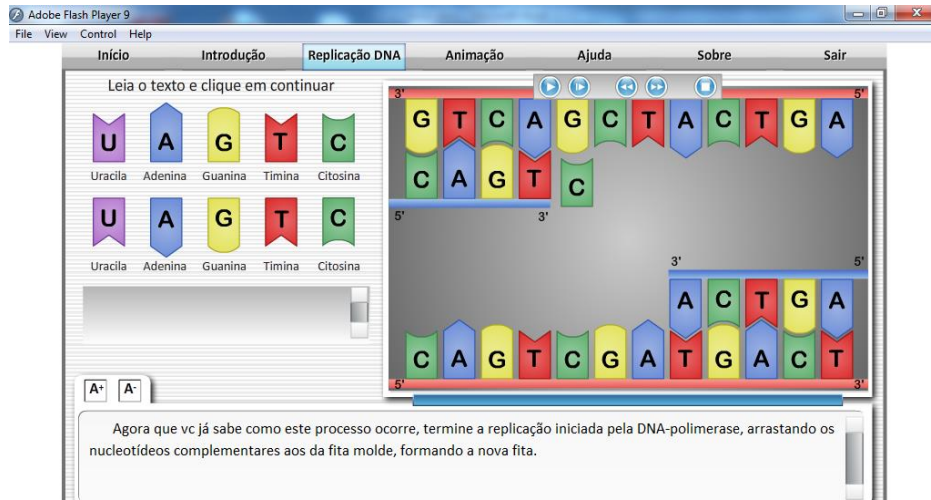 Adobe Flash Player 9
File View Control Help
Início Introdução Replicação DNA Animação Ajuda Sobre Sair
Leia o texto e clique em continuar
U A G T C
Uracila Adenina Guanina Timina Citosina
U A G T C
Uracila Adenina Guanina Timina Citosina
3' 5'
G T C A G C T A C T G A
C A G T C
5' 3'
3' 5'
A C T G A
C A G T C G A T G A C T
5' 3'
A+ A-
Agora que vc já sabe como este processo ocorre, termine a replicação iniciada pela DNA-polimerase, arrastando os
nucleotídeos complementares aos da fita molde, formando a nova fita.